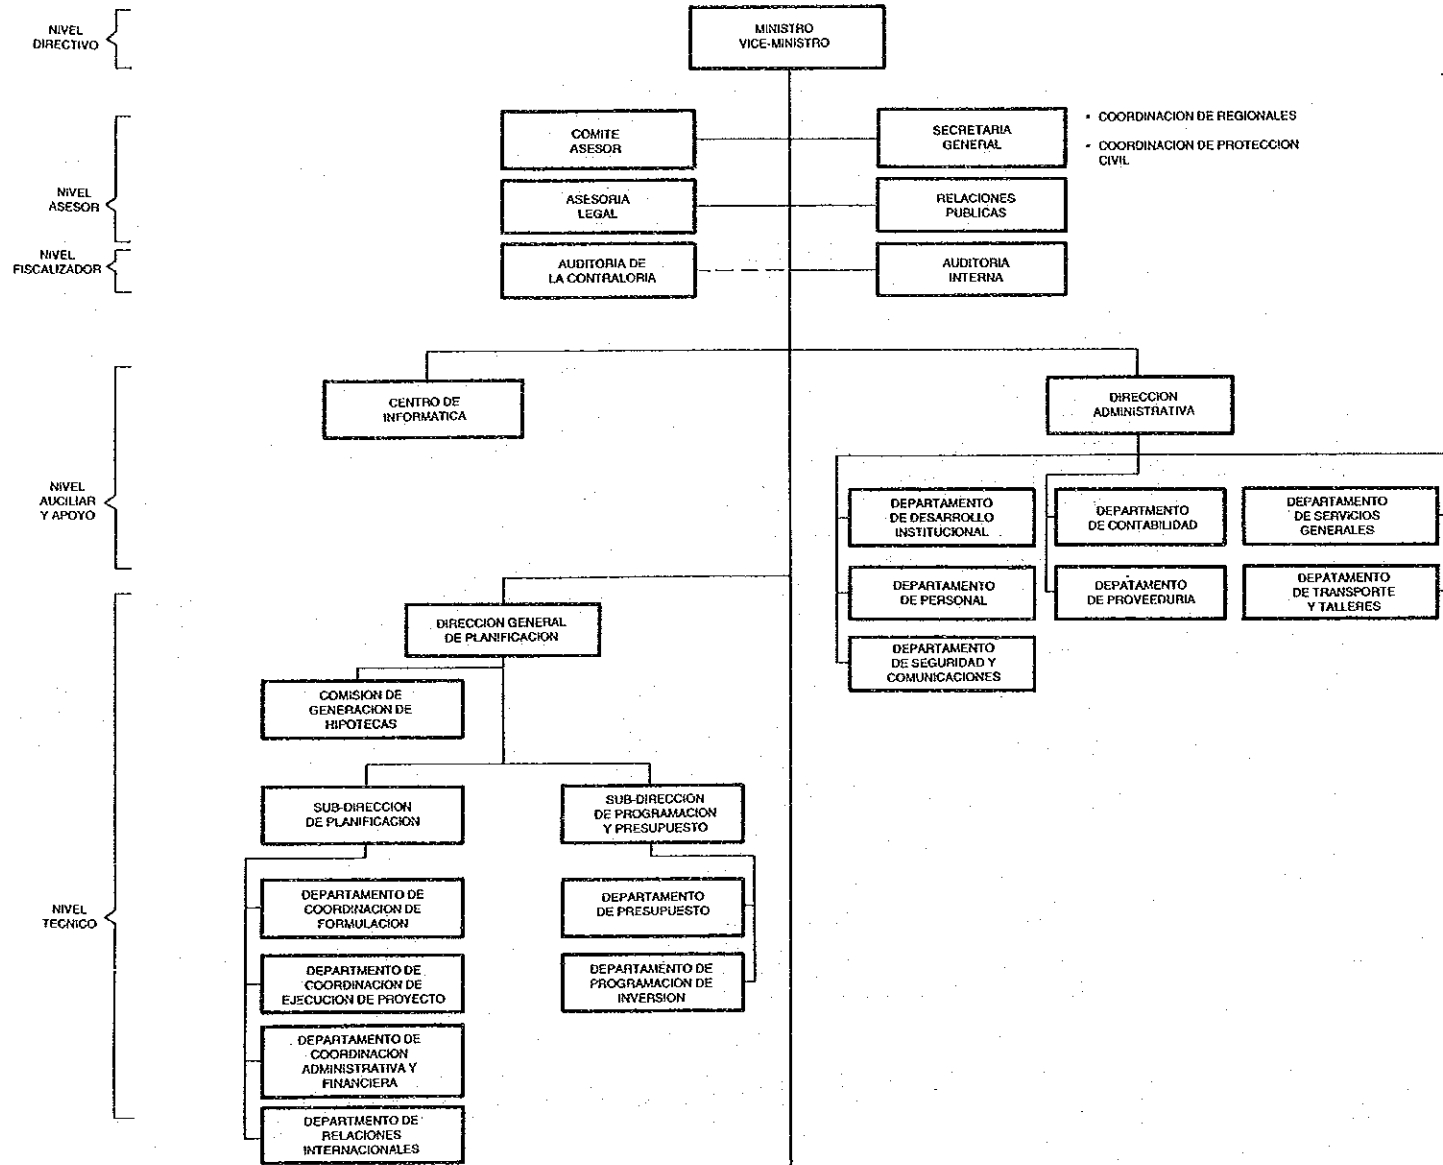 NIVEL
DIRECTIVO
MINISTRO
VICE-MINISTRO
NIVEL
ASESOR
COMITE
ASESOR
SECRETARIA
GENERAL
• COORDINACION DE REGIONALES
• COORDINACION DE PROTECCION
CIVIL
ASESORIA
LEGAL
RELACIONES
PUBLICAS
NIVEL
FISCALIZADOR
AUDITORIA DE
LA CONTRALORIA
AUDITORIA
INTERNA
NIVEL
AUCILIAR
Y APOYO
CENTRO DE
INFORMATICA
DIRECCION
ADMINISTRATIVA
DEPARTAMENTO
DE DESARROLLO
INSTITUCIONAL
DEPARTMENTO
DE CONTABILIDAD
DEPARTAMENTO
DE SERVICIOS
GENERALES
DEPARTAMENTO
DE PERSONAL
DEPATAMENTO
DE PROVEEDURIA
DEPATAMENTO
DE TRANSPORTE
Y TALLERES
DEPARTAMENTO
DE SEGURIDAD Y
COMUNICACIONES
NIVEL
TECNICO
DIRECCION GENERAL
DE PLANIFICACION
COMISION DE
GENERACION DE
HIPOTECAS
SUB-DIRECCION
DE PLANIFICACION
SUB-DIRECCION
DE PROGRAMACION
Y PRESUPUESTO
DEPARTAMENTO DE
COORDINACION DE
FORMULACION
DEPARTAMENTO
DE PRESUPUESTO
DEPARTMENTO DE
COORDINACION DE
EJECUCION DE PROYECTO
DEPARTAMENTO DE
PROGRAMACION DE
INVERSION
DEPARTAMENTO DE
COORDINACION
ADMINISTRATIVA Y
FINANCIERA
DEPARTMENTO DE
RELACIONES
INTERNACIONALES